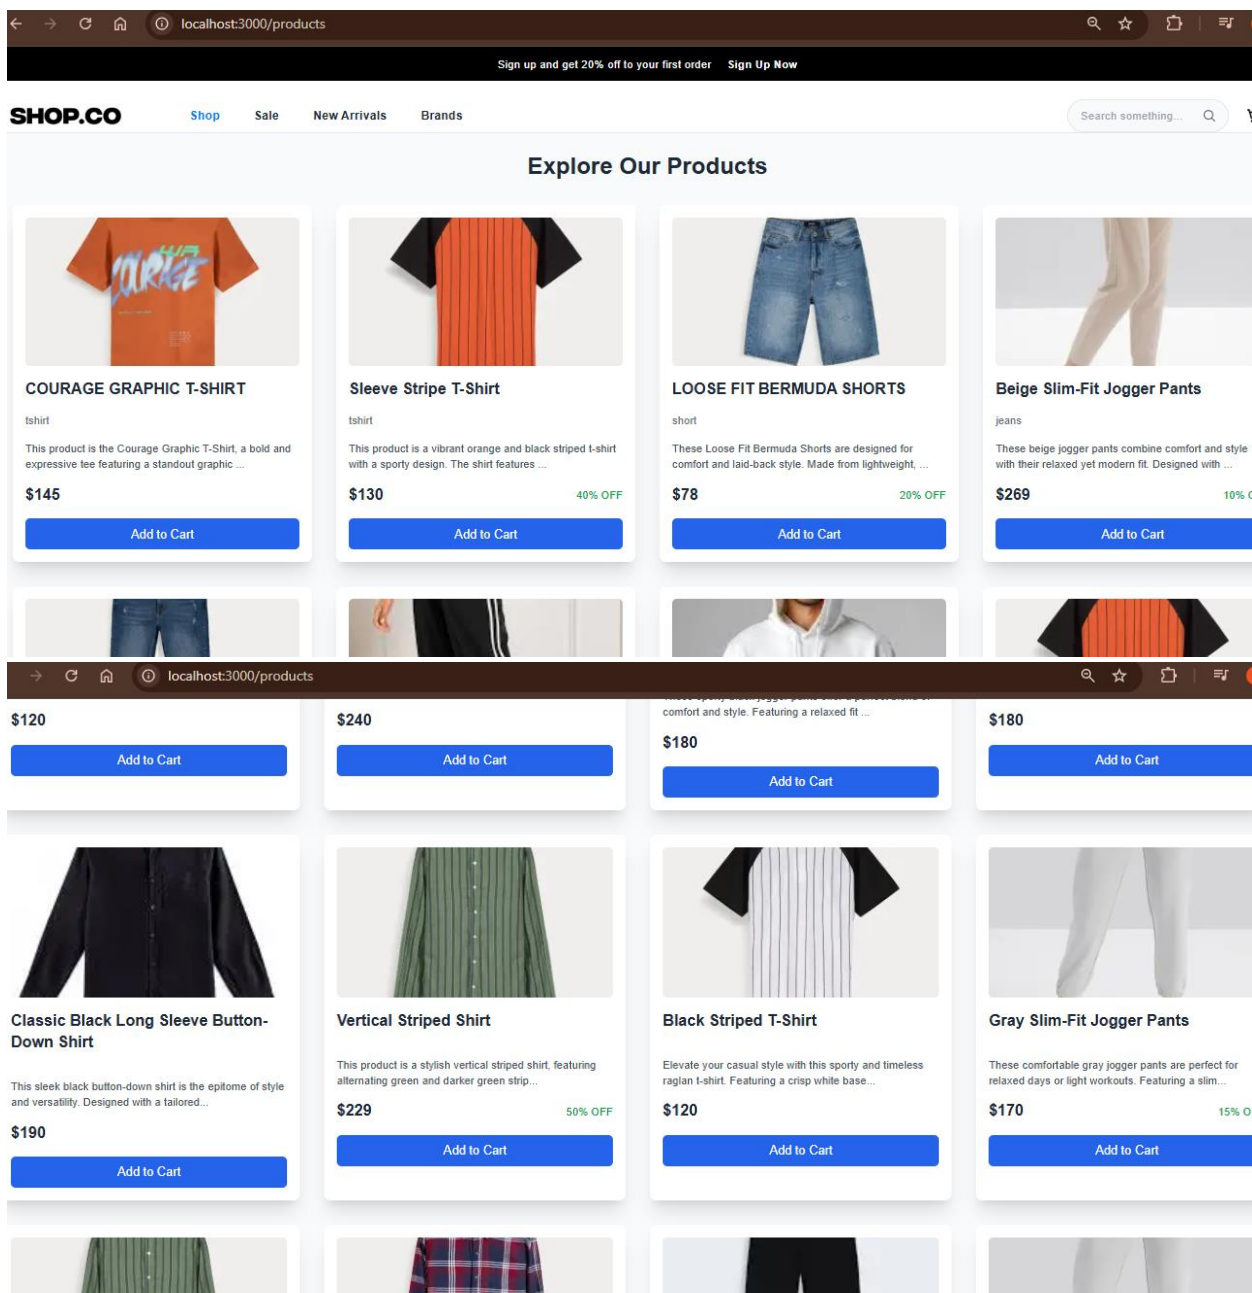 localhost:3000/products
Sign up and get 20% off to your first order Sign Up Now
SHOP.CO Shop Sale New Arrivals Brands Search something...
Explore Our Products
COURAGE
COURAGE GRAPHIC T-SHIRT
tshirt
This product is the Courage Graphic T-Shirt, a bold and
expressive tee featuring a standout graphic ...
$145
Add to Cart
Sleeve Stripe T-Shirt
tshirt
This product is a vibrant orange and black striped t-shirt
with a sporty design. The shirt features ...
$130 40% OFF
Add to Cart
LOOSE FIT BERMUDA SHORTS
short
These Loose Fit Bermuda Shorts are designed for
comfort and laid-back style. Made from lightweight, ...
$78 20% OFF
Add to Cart
Beige Slim-Fit Jogger Pants
jeans
These beige jogger pants combine comfort and style
with their relaxed yet modern fit. Designed with ...
$269 10%
Add to Cart
localhost:3000/products
$120
Add to Cart
$240
Add to Cart
comfort and style. Featuring a relaxed fit ...
$180
Add to Cart
$180
Add to Cart
Classic Black Long Sleeve Button-
Down Shirt
This sleek black button-down shirt is the epitome of style
and versatility. Designed with a tailored...
$190
Add to Cart
Vertical Striped Shirt
This product is a stylish vertical striped shirt, featuring
alternating green and darker green strip...
$229 50% OFF
Add to Cart
Black Striped T-Shirt
Elevate your casual style with this sporty and timeless
raglan t-shirt. Featuring a crisp white base...
$120
Add to Cart
Gray Slim-Fit Jogger Pants
These comfortable gray jogger pants are perfect for
relaxed days or light workouts. Featuring a slim...
$170 15% O
Add to Cart